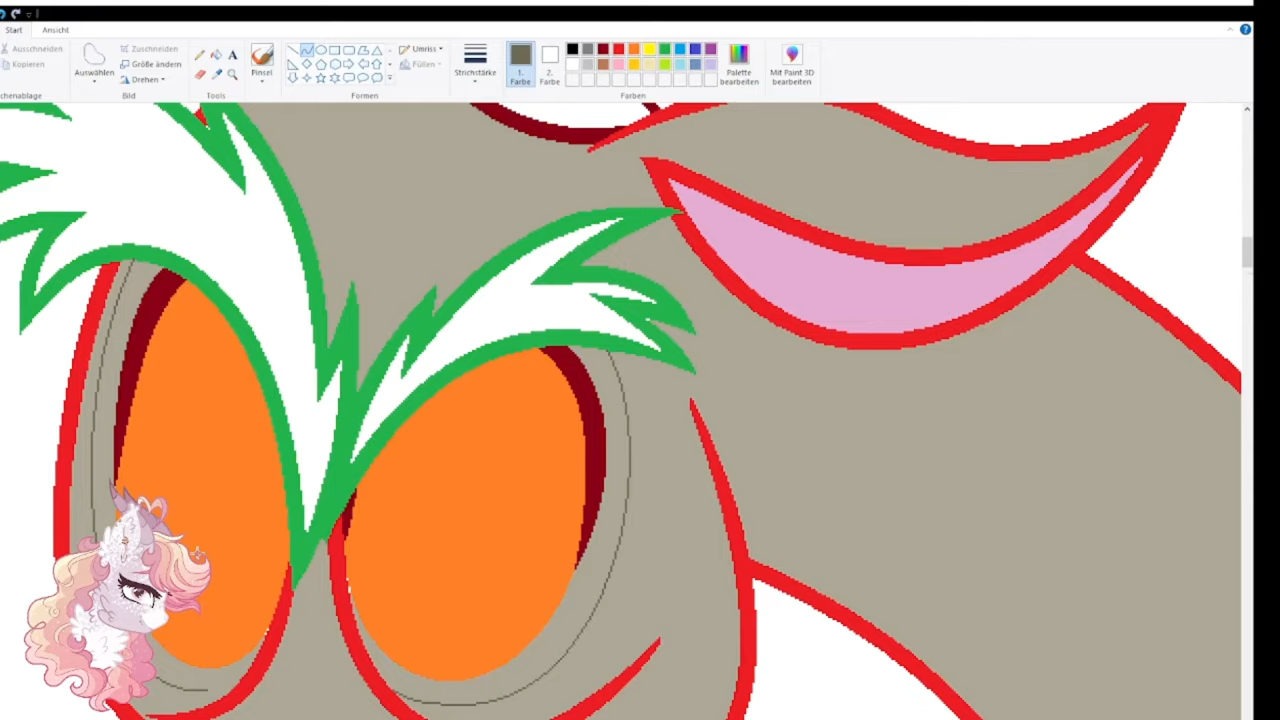 Start Ansicht
Ausschneiden
Kopieren
chenablage
Auswählen
Zuschneiden
Größe ändern
Drehen
Bild
A
Tools
Pinsel
Umriss
Füllen
Formen
Strichstärke
1.
Farbe
2.
Farbe
Palette
bearbeiten
Mit Paint 3D
bearbeiten
Farben